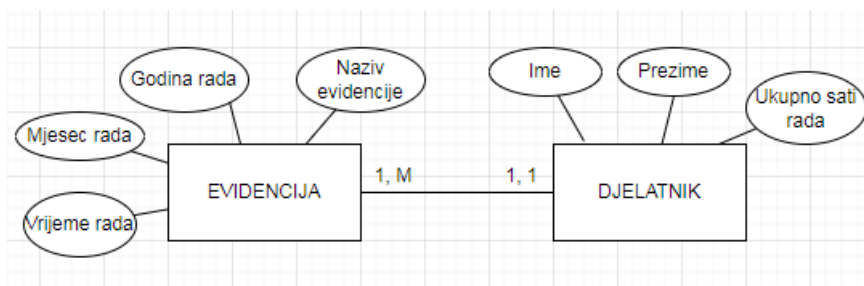 Godina rada
Naziv
evidencije
Ime
Prezime
Ukupno sati
rada
Mjesec rada
Vrijeme rada
EVIDENCIJA
1, M
1, 1
DJELATNIK